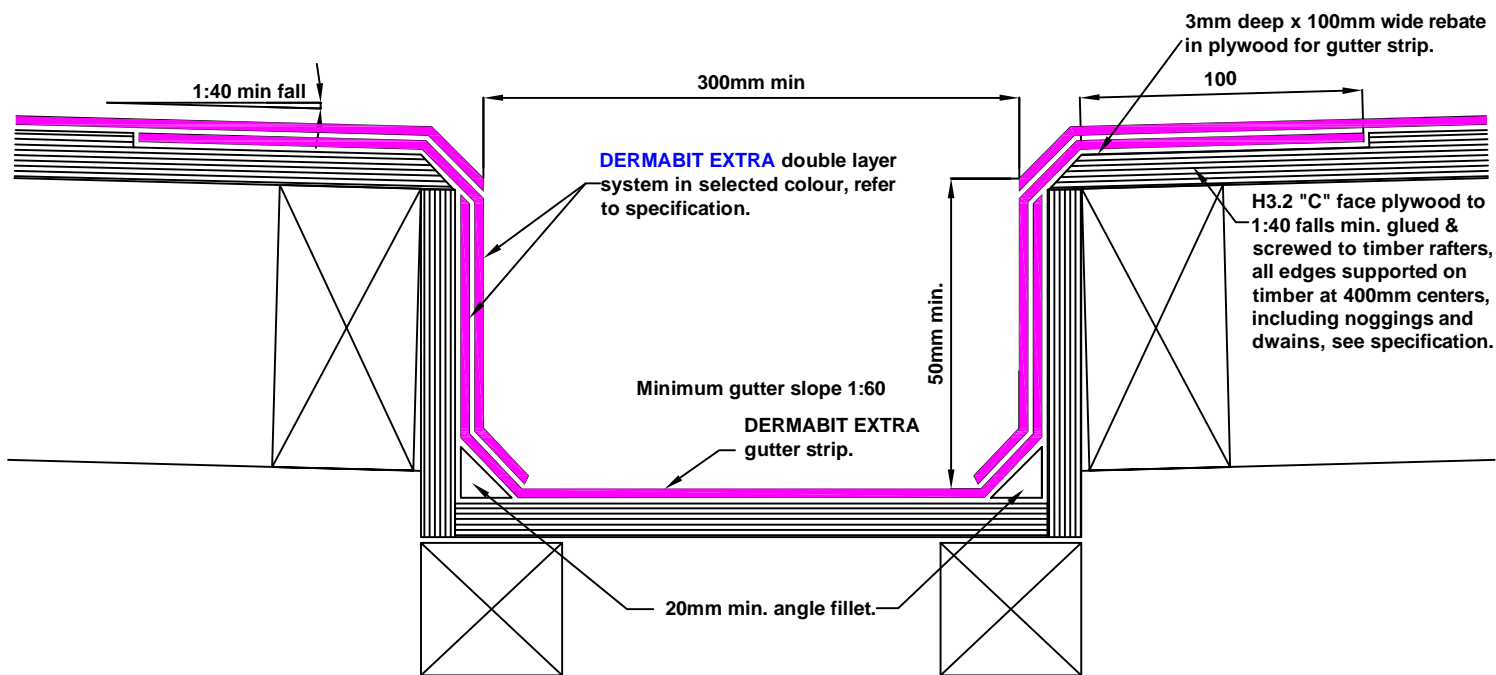 3mm deep x 100mm wide rebate
in plywood for gutter strip.
1:40 min fall
300mm min
100
DERMABIT EXTRA double layer
system in selected colour, refer
to specification.
H3.2 "C" face plywood to
1:40 falls min. glued &
screwed to timber rafters,
all edges supported on
timber at 400mm centers,
including noggings and
dwains, see specification.
50mm min.
Minimum gutter slope 1:60
DERMABIT EXTRA
gutter strip.
20mm min. angle fillet.